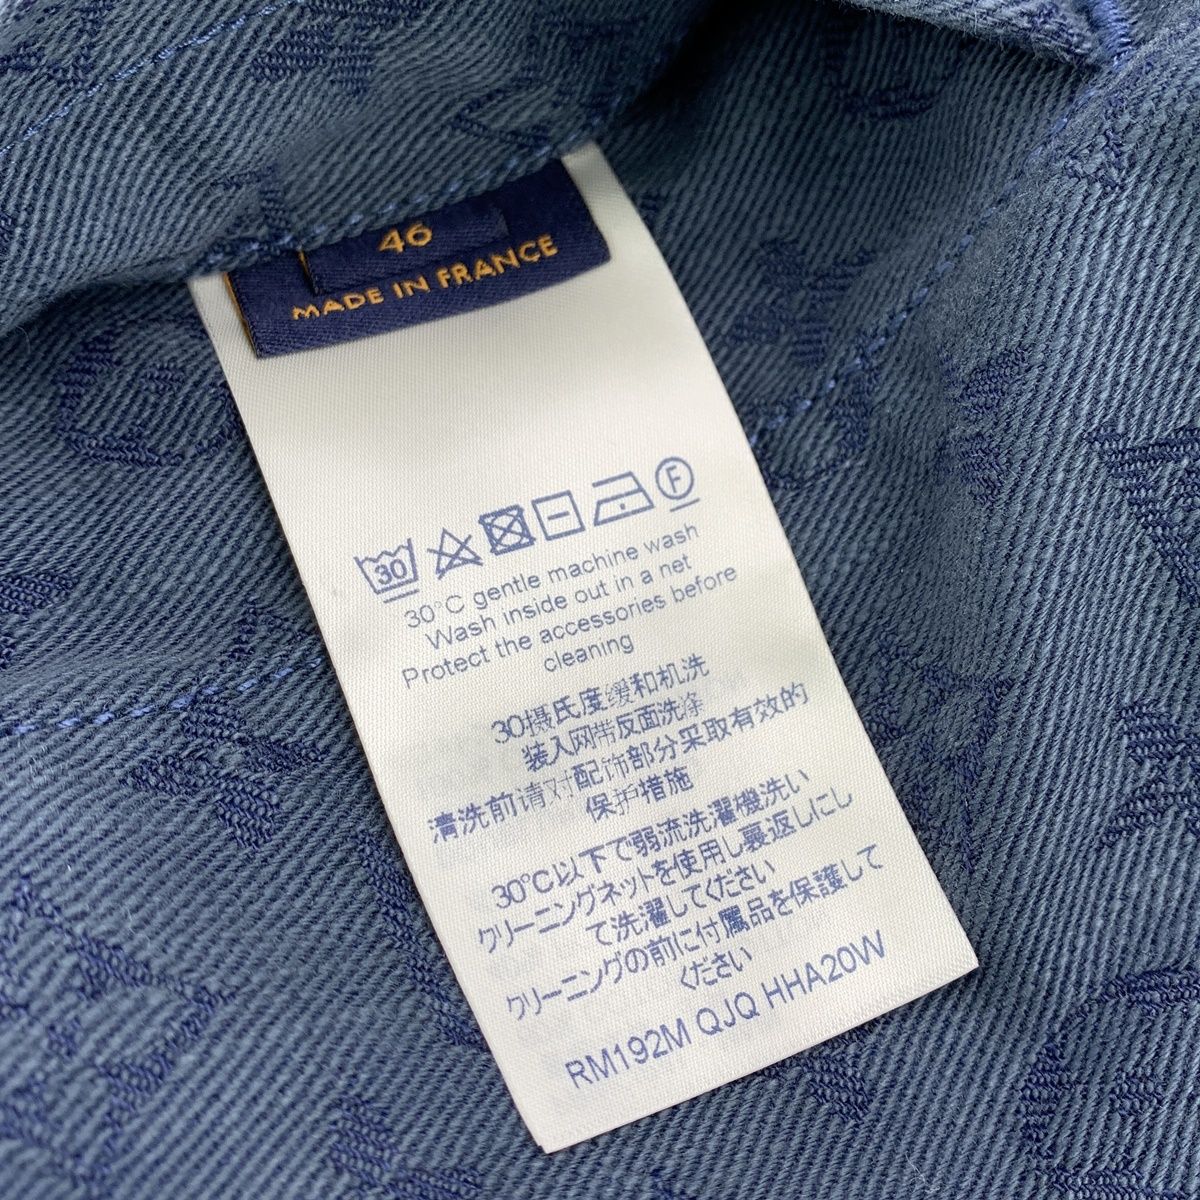 46
MADE IN FRANCE
30 F
30°C gentle machine wash
Wash inside out in a net
Protect the accessories before
cleaning
30摄氏度缓和机洗
装入网带反面洗涤
清洗前请对配饰部分采取有效的
保护措施
30℃以下で弱流洗濯機洗い
クリーニングネットを使用し裏返しにし
て洗濯してください
クリーニングの前に付属品を保護して
ください
RM192M QJQ HHA20W